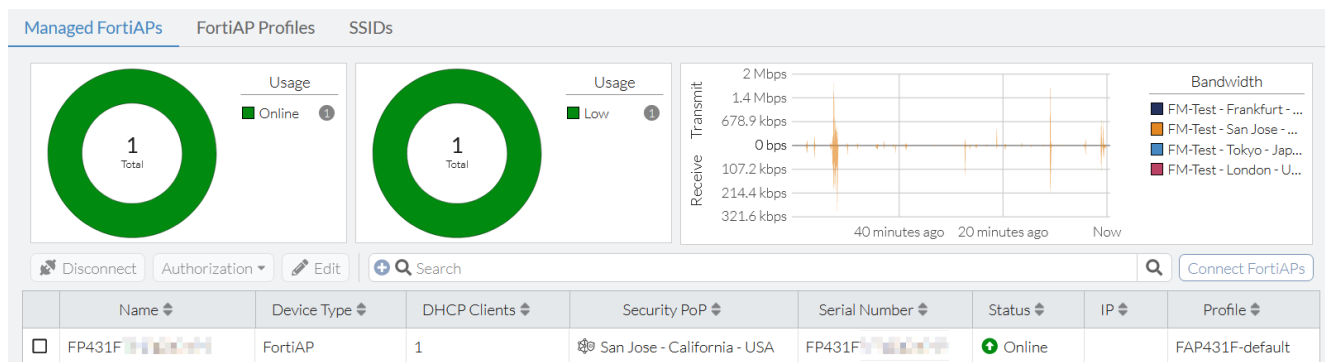 Managed FortiAPs FortiAP Profiles SSIDs
Usage
Online 1
1
Total
Usage
Low 1
1
Total
Transmit
Receive
2 Mbps
1.4 Mbps
678.9 kbps
0 bps
107.2 kbps
214.4 kbps
321.6 kbps
40 minutes ago 20 minutes ago Now
Bandwidth
FM-Test - Frankfurt - ...
FM-Test - San Jose - ...
FM-Test - Tokyo - Jap...
FM-Test - London - U...
Disconnect Authorization Edit Search Connect FortiAPs
Name Device Type DHCP Clients Security PoP Serial Number Status IP Profile
FP431F FortiAP 1 San Jose - California - USA FP431F Online FAP431F-default